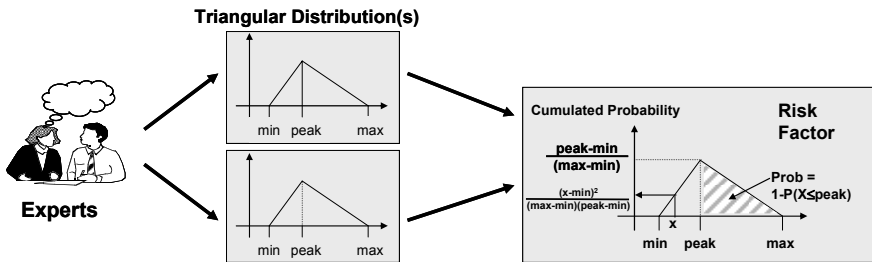 Triangular Distribution(s)
Experts
min peak max
min peak max
Cumulated Probability
Risk
Factor
peak-min
(max-min)
(x-min)²
(max-min)(peak-min)
Prob =
1-P(X≤peak)
x
min peak max